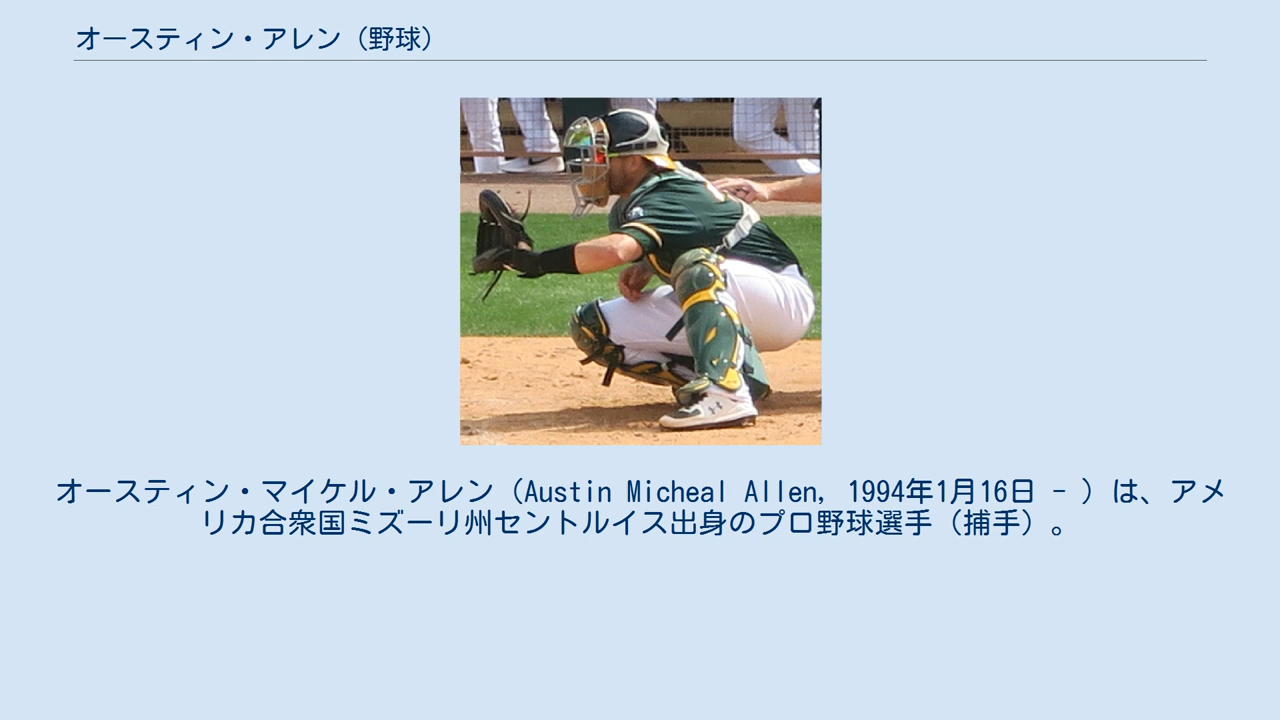 オースティン・アレン（野球）
オースティン・マイケル・アレン（Austin Micheal Allen, 1994年1月16日 - ）は、アメ
リカ合衆国ミズーリ州セントルイス出身のプロ野球選手（捕手）。